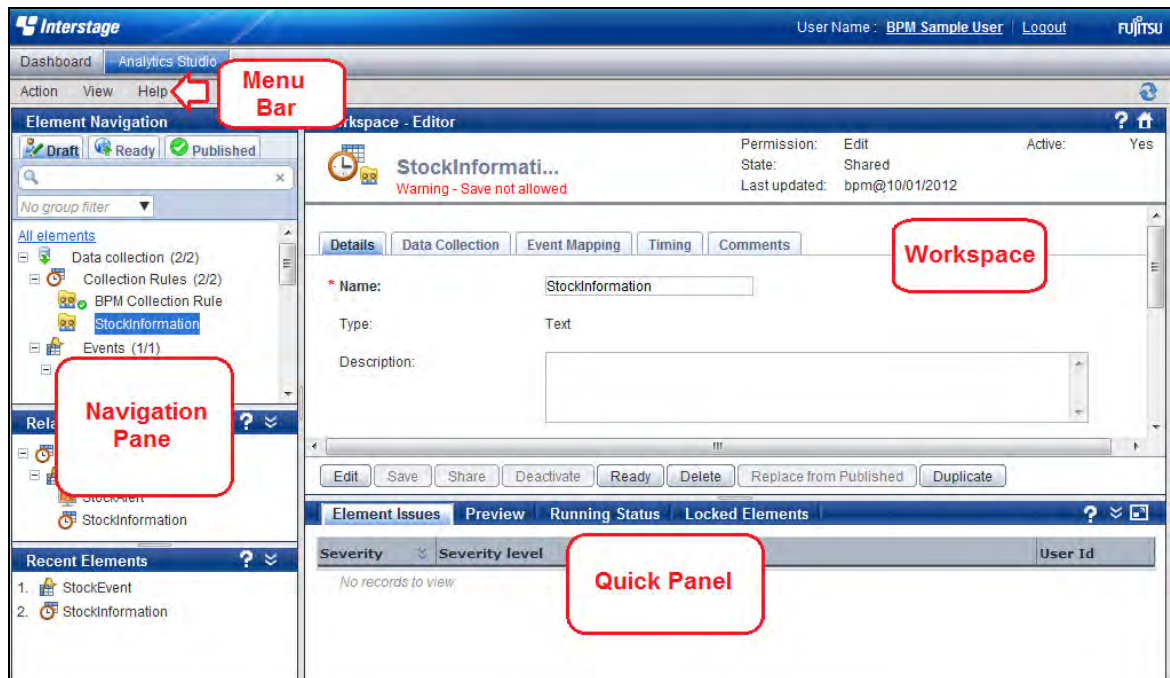 Interstage
User Name : BPM Sample User | Logout
FUJITSU
Dashboard
Analytics Studio
Action
View
Help
Menu
Bar
Element Navigation
Draft
Ready
Published
No group filter
All elements
Data collection (2/2)
Collection Rules (2/2)
BPM Collection Rule
StockInformation
Events (1/1)
Navigation
Pane
StockInformation
Recent Elements
1. StockEvent
2. StockInformation
- Editor
StockInformati...
Warning - Save not allowed
Permission: Edit
State: Shared
Last updated: bpm@10/01/2012
Active: Yes
Details
Data Collection
Event Mapping
Timing
Comments
Workspace
* Name: StockInformation
Type: Text
Description:
Edit
Save
Share
Deactivate
Ready
Delete
Replace from Published
Duplicate
Element Issues
Preview
Running Status
Locked Elements
Severity
Severity level
User Id
No records to view
Quick Panel